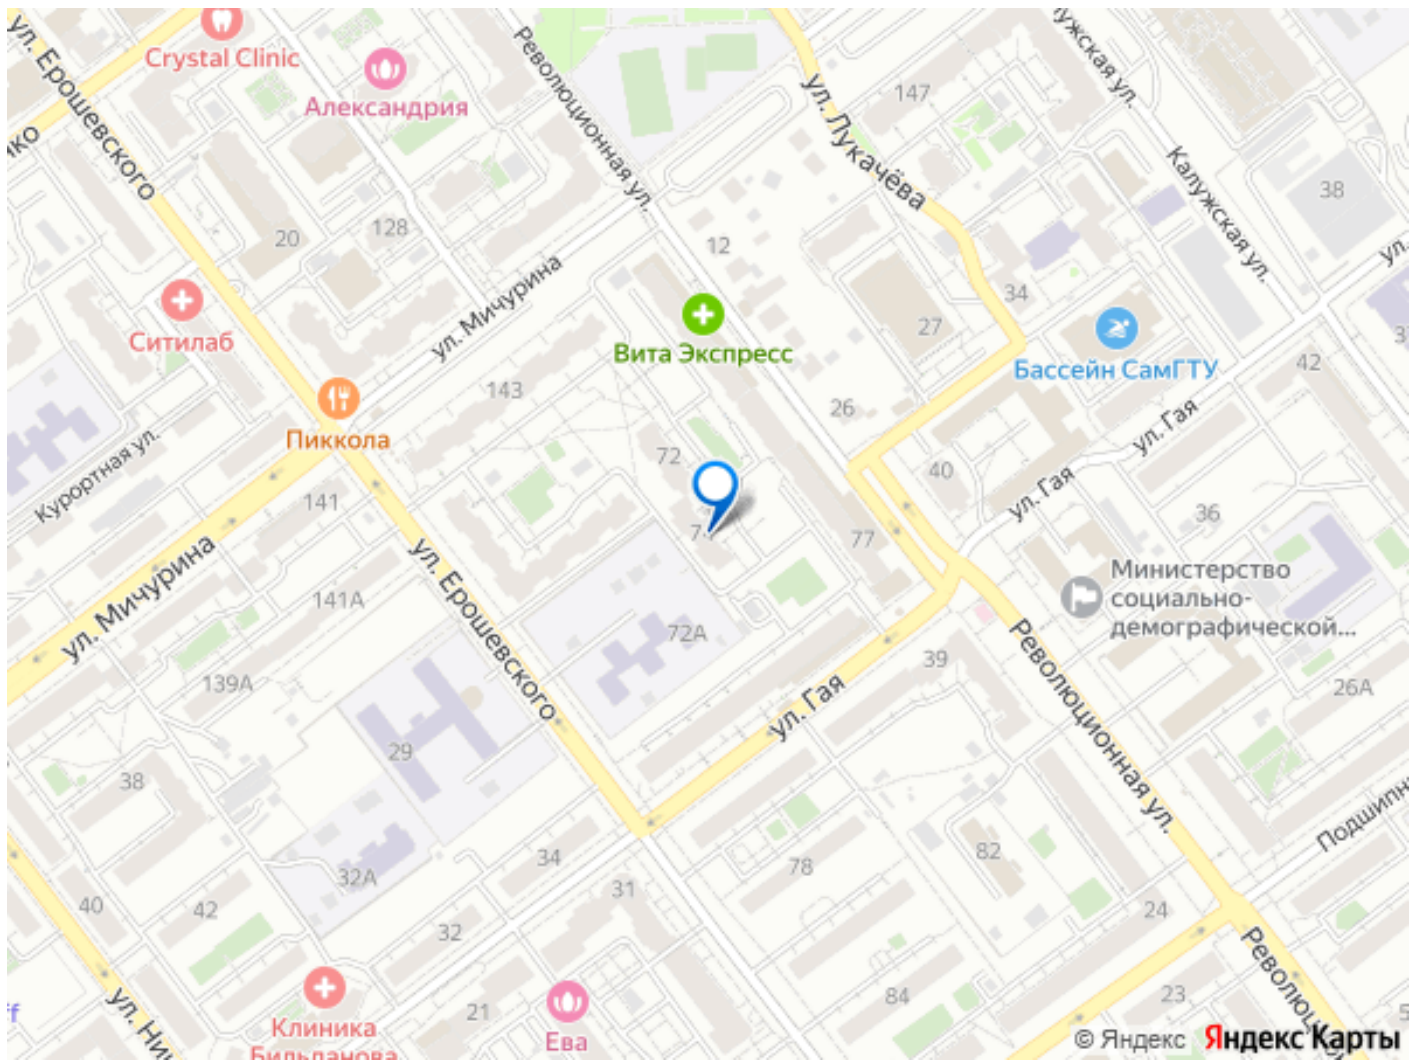 ул. Ерошевского
Crystal Clinic
Александрия
Революционная ул.
ул. Лукачёва
147
Калужская ул.
38
ул.
20
128
12
ул. Мичурина
34
27
Ситилаб
Вита Экспресс
Бассейн СамГТУ
42
143
26
Пиккола
Курортная ул.
72
40
ул. Гая
ул. Гая
141
36
77
ул. Мичурина
ул. Ерошевского
141А
Министерство
социально-
демографической...
72А
39
Революционная ул.
139А
26А
ул. Гая
29
38
34
78
82
32А
31
40
42
32
24
Революц
21
84
23
Клиника
Бильданова
Ева
© Яндекс Яндекс Карты